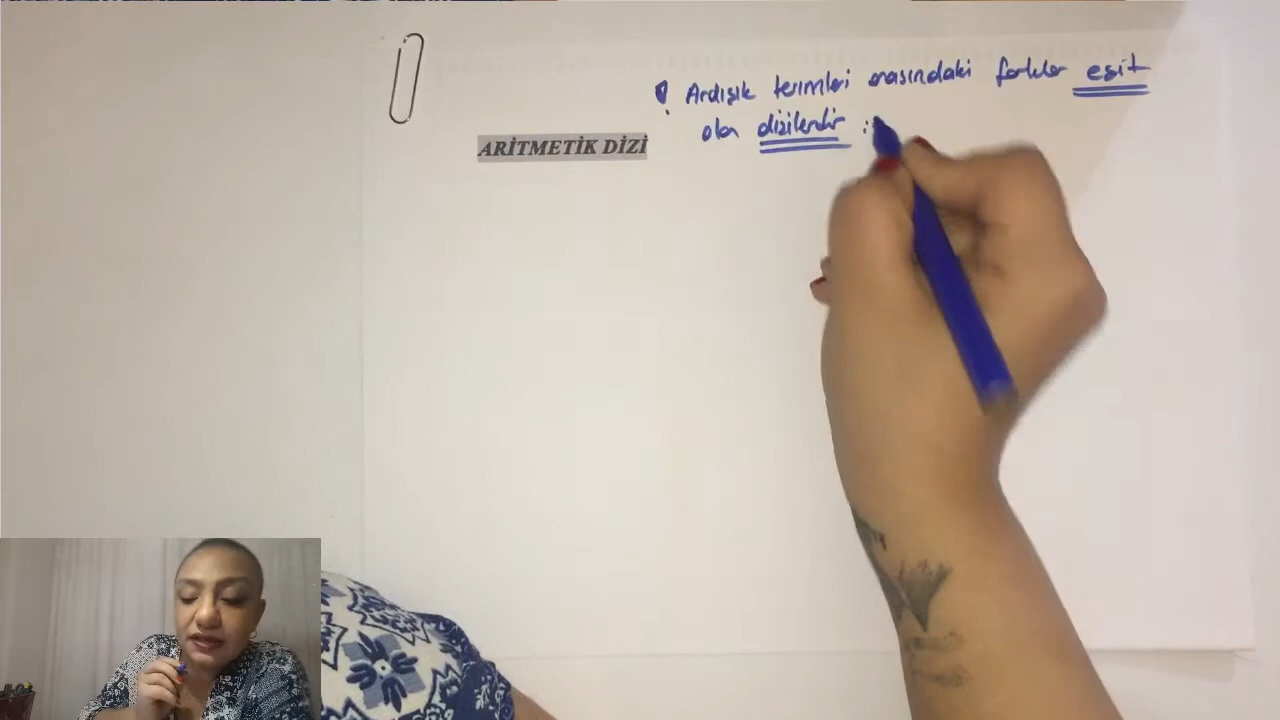 Ardışık terimleri arasındaki farklar eşit
olan dizilerdir :
ARİTMETİK DİZİ